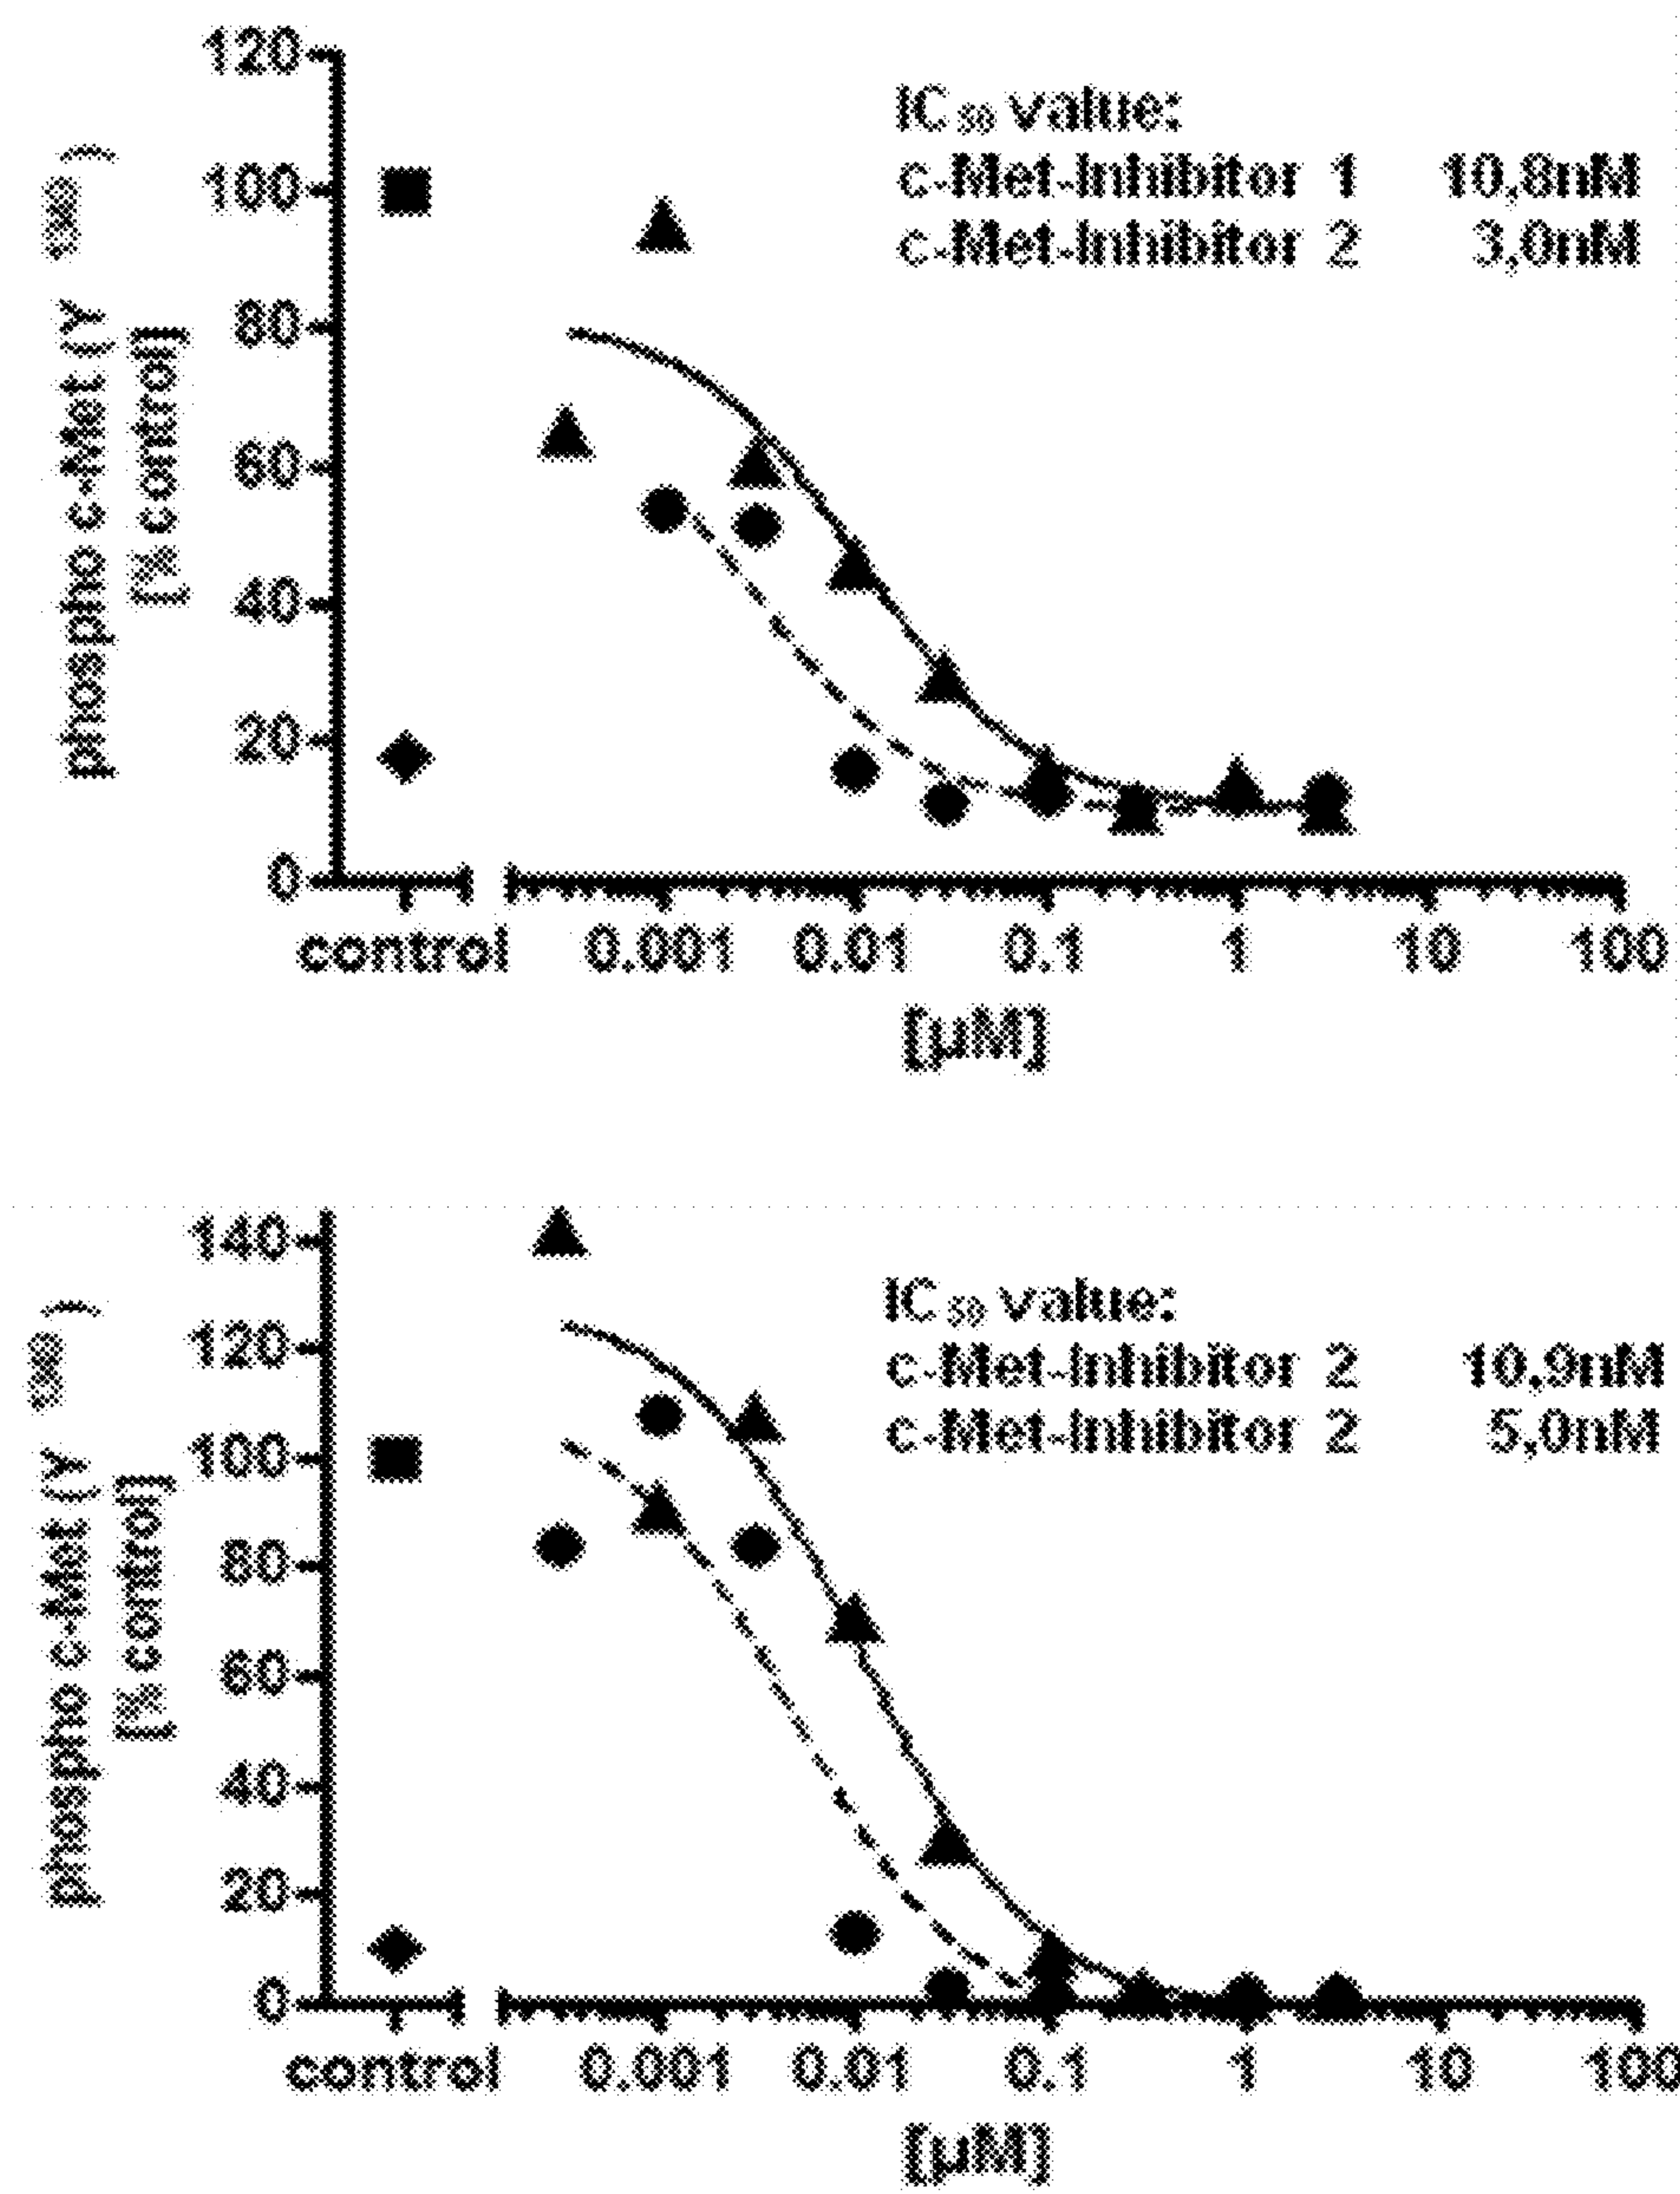 120
100
80
60
40
20
0
phospho c-Met (Y )
[% control]
IC50 value:
c-Met-Inhibitor 1 10,8nM
c-Met-Inhibitor 2 3,0nM
control 0.001 0.01 0.1 1 10 100
[µM]
140
120
100
80
60
40
20
0
phospho c-Met (Y )
[% control]
IC50 value:
c-Met-Inhibitor 2 10,9nM
c-Met-Inhibitor 2 5,0nM
control 0.001 0.01 0.1 1 10 100
[µM]